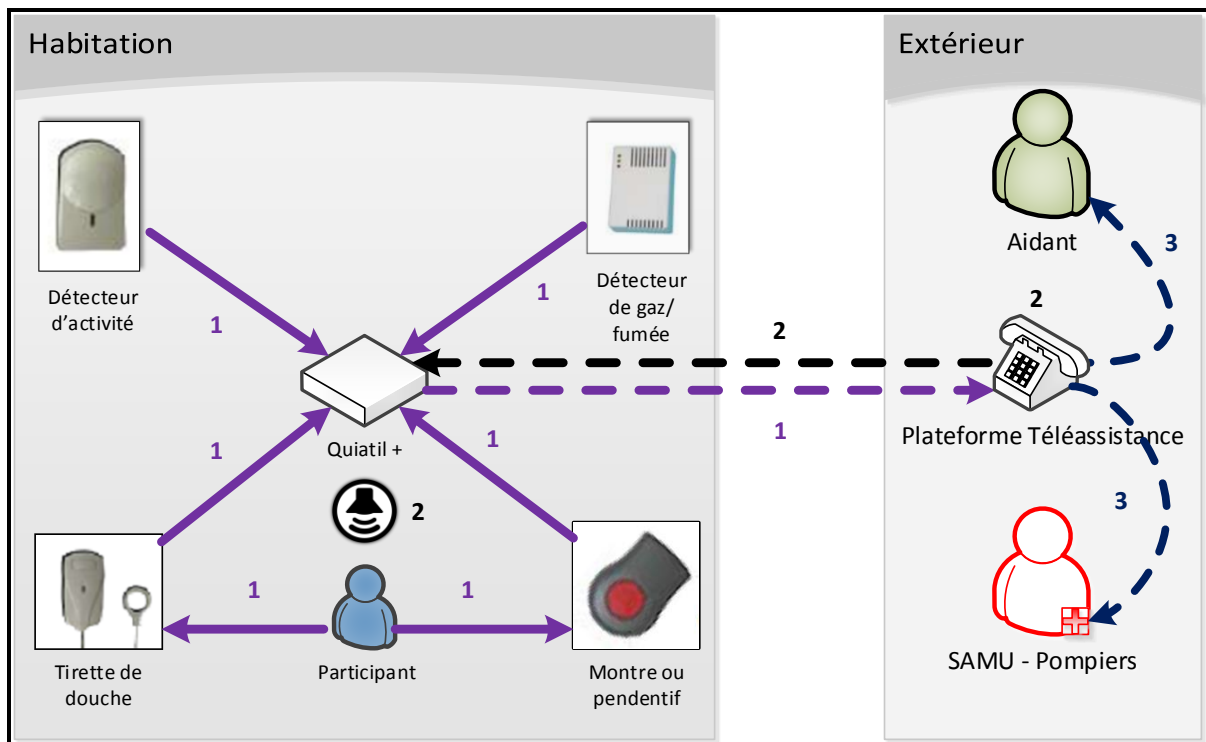 Habitation
Extérieur
Détecteur
d'activité
Détecteur
de gaz/
fumée
Aidant
3
1
1
2
2
1
Plateforme Téléassistance
1
1
Quiatil +
2
3
1
1
Tirette de
douche
Participant
Montre ou
pendentif
SAMU - Pompiers